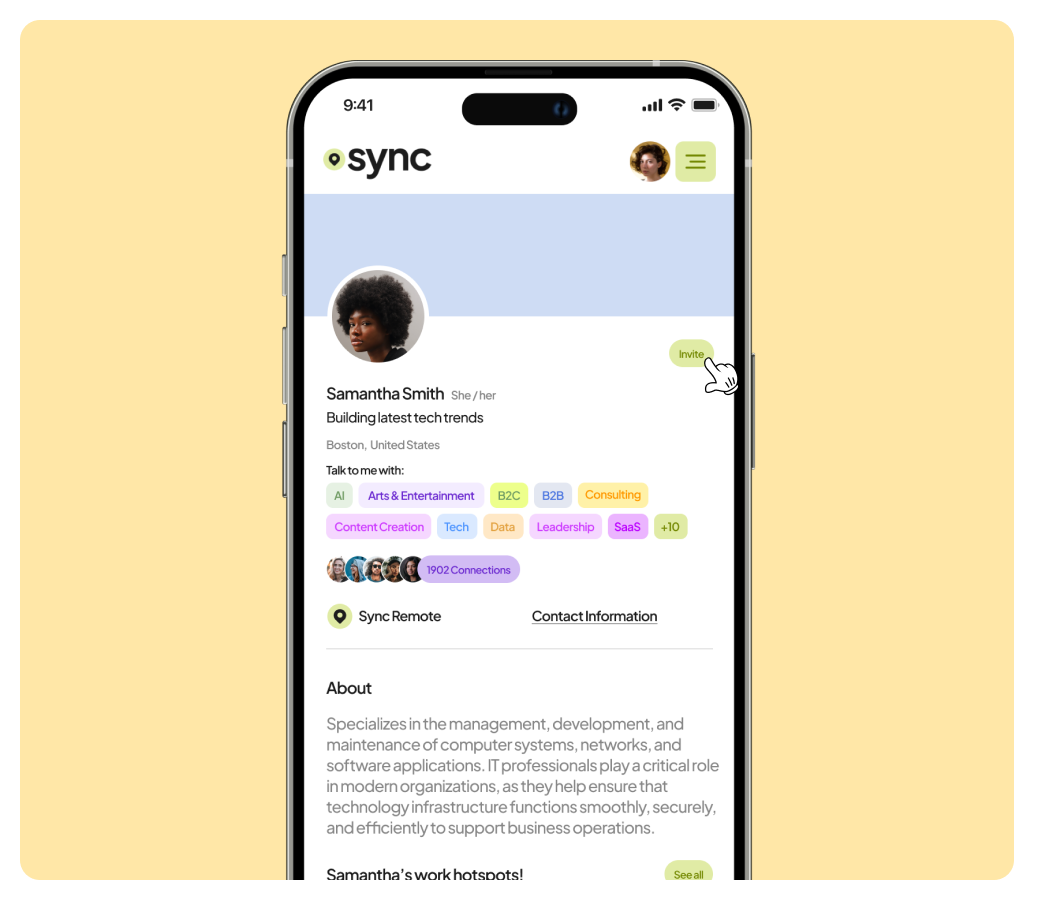 9:41
sync
Invite
Samantha Smith She / her
Building latest tech trends
Boston, United States
Talk to me with:
AI Arts & Entertainment B2C B2B Consulting
Content Creation Tech Data Leadership SaaS +10
1902 Connections
Sync Remote Contact Information
About
Specializes in the management, development, and
maintenance of computer systems, networks, and
software applications. IT professionals play a critical role
in modern organizations, as they help ensure that
technology infrastructure functions smoothly, securely,
and efficiently to support business operations.
Samantha's work hotspots! See all